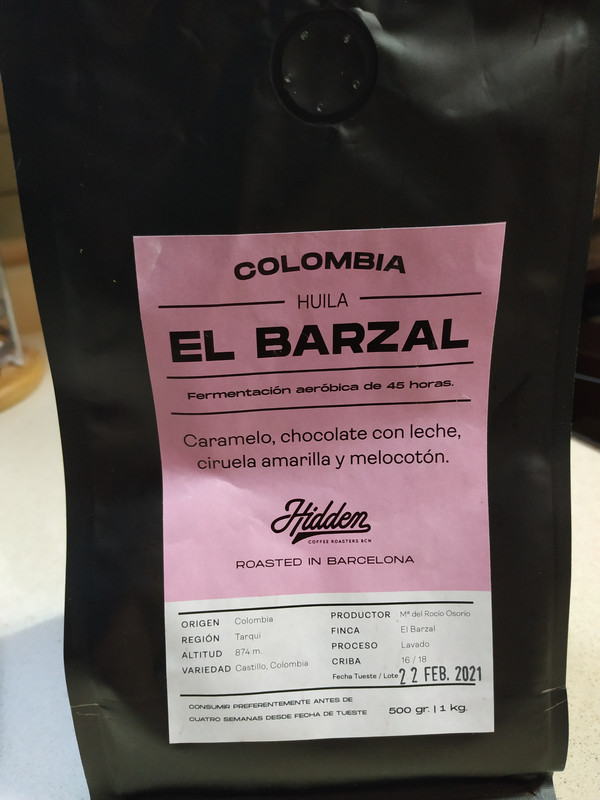 COLOMBIA
HUILA
EL BARZAL
Fermentación aeróbica de 45 horas.
Caramelo, chocolate con leche,
ciruela amarilla y melocotón.
Hidden
COFFEE ROASTERS BCN
ROASTED IN BARCELONA
ORIGEN Colombia
REGIÓN Tarqui
ALTITUD 874 m.
VARIEDAD Castillo, Colombia
PRODUCTOR Mª del Rocío Osorio
FINCA El Barzal
PROCESO Lavado
CRIBA 16 / 18
Fecha Tueste / Lote 22 FEB. 2021
CONSUMIR PREFERENTEMENTE ANTES DE
CUATRO SEMANAS DESDE FECHA DE TUESTE
500 gr. | 1 kg.